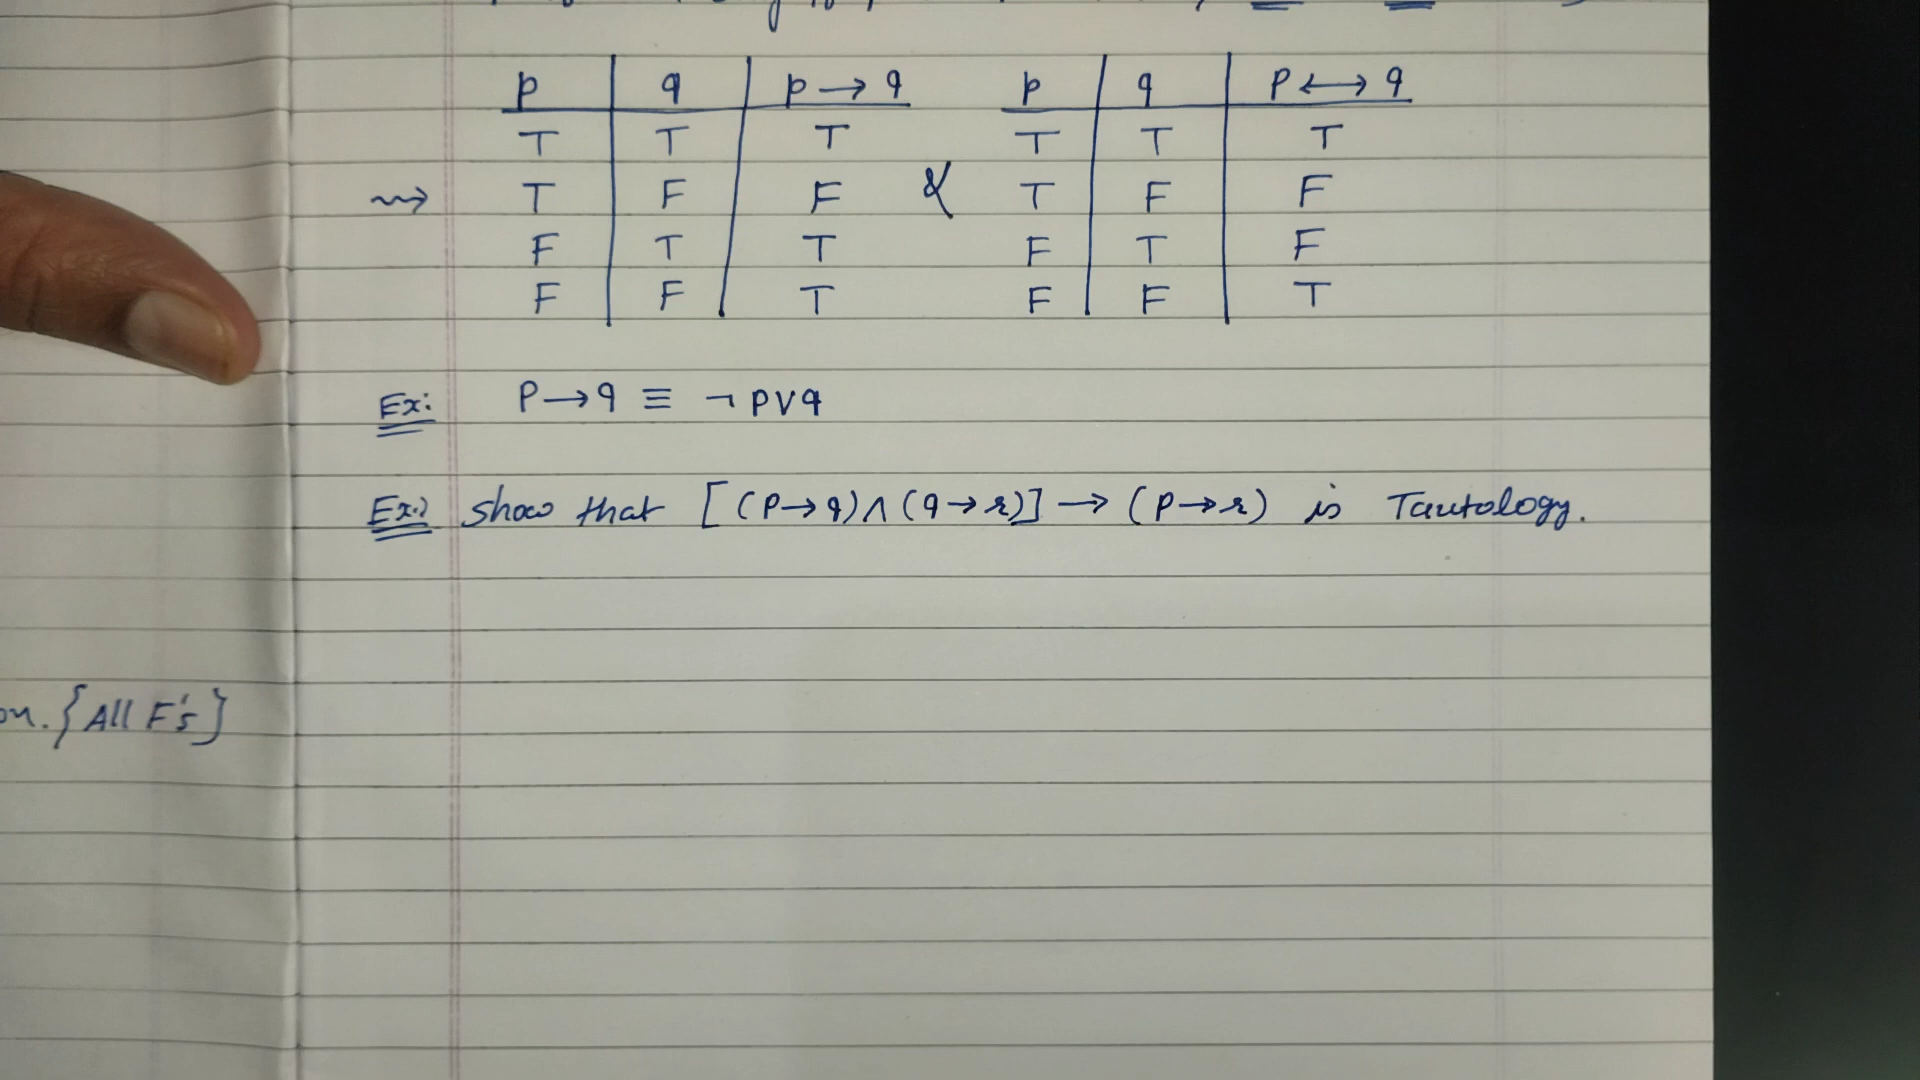 p q p → q p q P ↔ q
T T T T T T
⇝ T F F & T F F
F T T F T F
F F T F F T
Ex: P → q ≡ ¬ P ∨ q
Ex:) show that [(P → q) ∧ (q → r)] → (p → r) is Tautology.
{All F's}